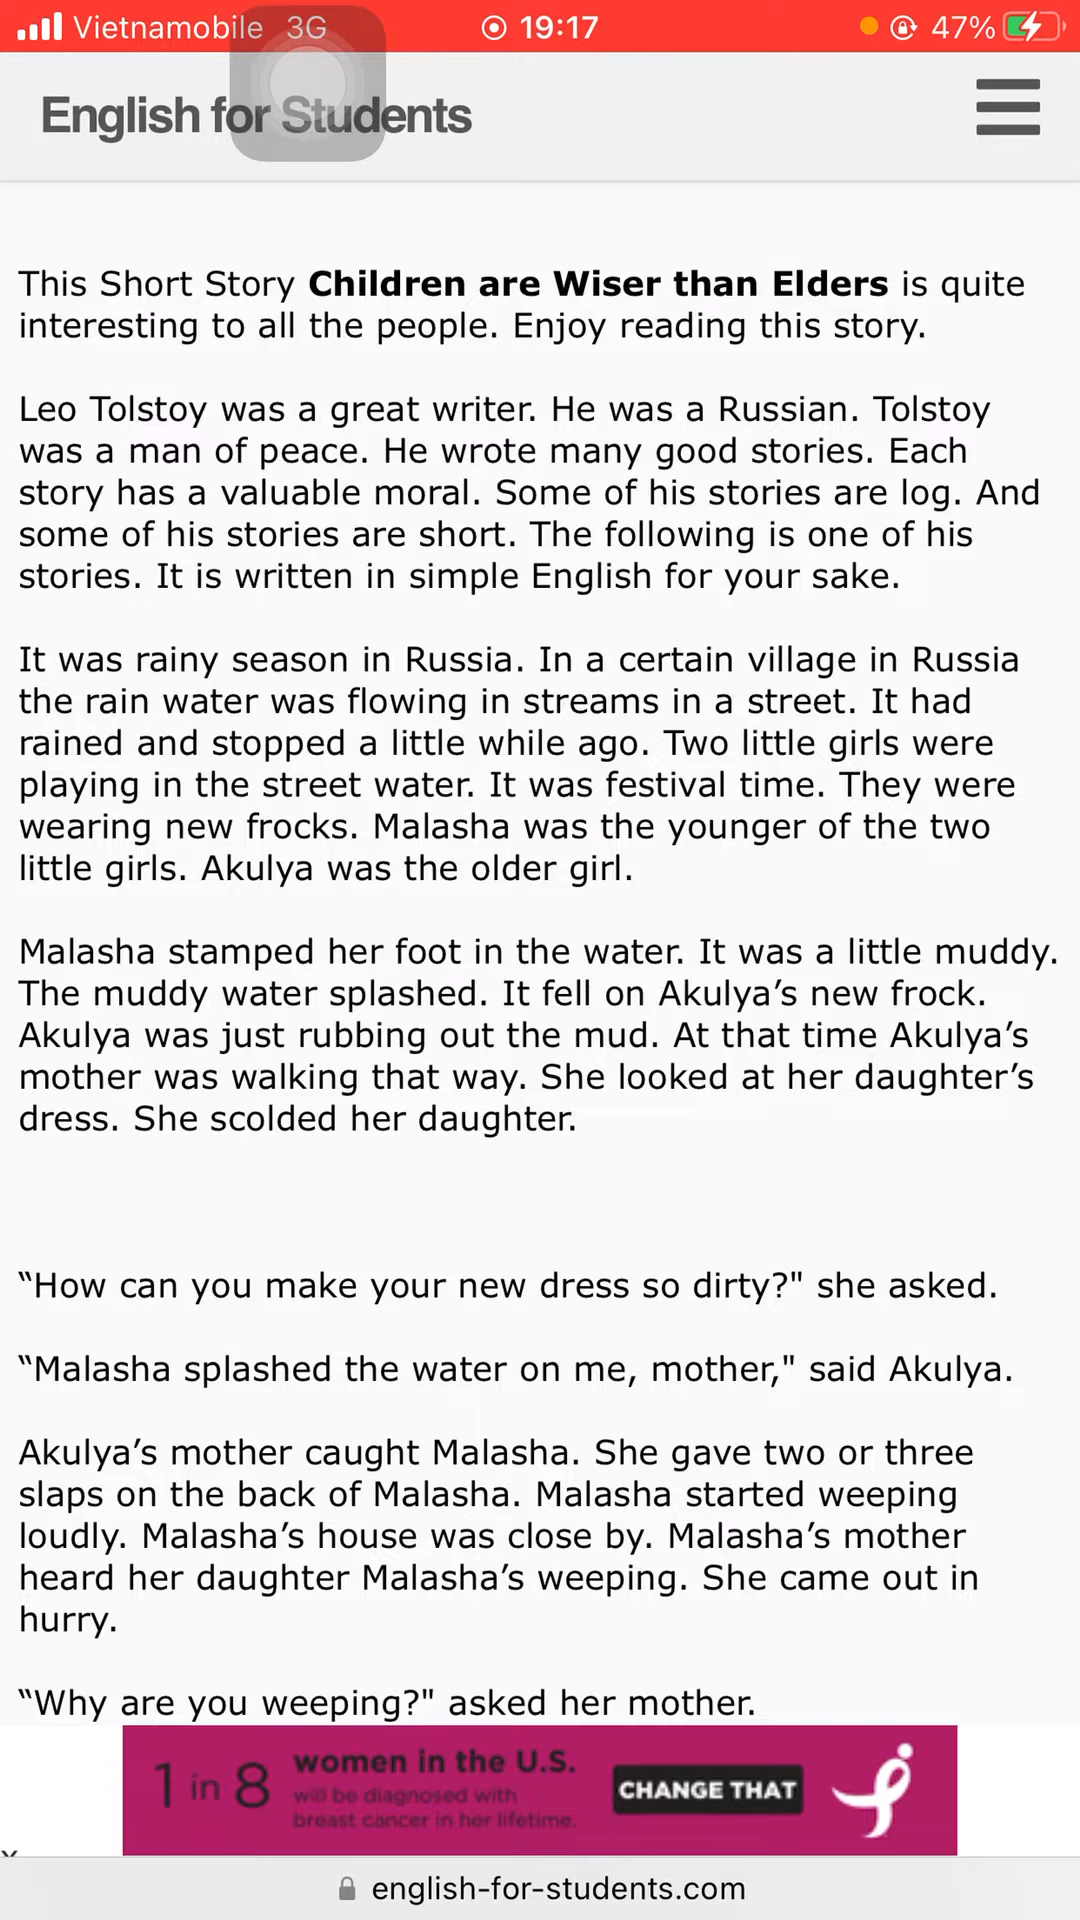 Vietnamobile 3G 19:17 47%
English for Students
This Short Story Children are Wiser than Elders is quite
interesting to all the people. Enjoy reading this story.
Leo Tolstoy was a great writer. He was a Russian. Tolstoy
was a man of peace. He wrote many good stories. Each
story has a valuable moral. Some of his stories are log. And
some of his stories are short. The following is one of his
stories. It is written in simple English for your sake.
It was rainy season in Russia. In a certain village in Russia
the rain water was flowing in streams in a street. It had
rained and stopped a little while ago. Two little girls were
playing in the street water. It was festival time. They were
wearing new frocks. Malasha was the younger of the two
little girls. Akulya was the older girl.
Malasha stamped her foot in the water. It was a little muddy.
The muddy water splashed. It fell on Akulya’s new frock.
Akulya was just rubbing out the mud. At that time Akulya’s
mother was walking that way. She looked at her daughter’s
dress. She scolded her daughter.
“How can you make your new dress so dirty?" she asked.
“Malasha splashed the water on me, mother," said Akulya.
Akulya’s mother caught Malasha. She gave two or three
slaps on the back of Malasha. Malasha started weeping
loudly. Malasha’s house was close by. Malasha’s mother
heard her daughter Malasha’s weeping. She came out in
hurry.
“Why are you weeping?" asked her mother.
1 in 8 women in the U.S.
will be diagnosed with
breast cancer in her lifetime.
CHANGE THAT
english-for-students.com